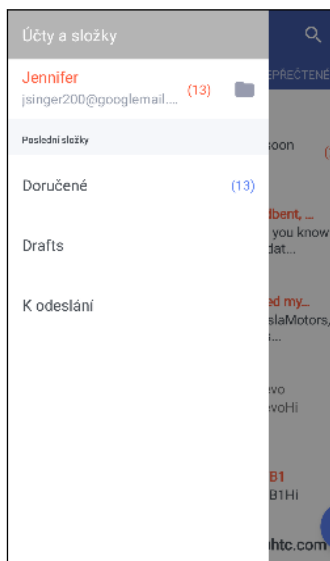 Účty a složky
EPŘEČTENÉ
Jennifer
jsinger200@googlemail....
(13)
Poslední složky
soon
Doručené
(13)
dbent, ...
you know
dat...
Drafts
ed my...
slaMotors,
s...
K odeslání
evo
evoHi
B1
B1Hi
htc.com